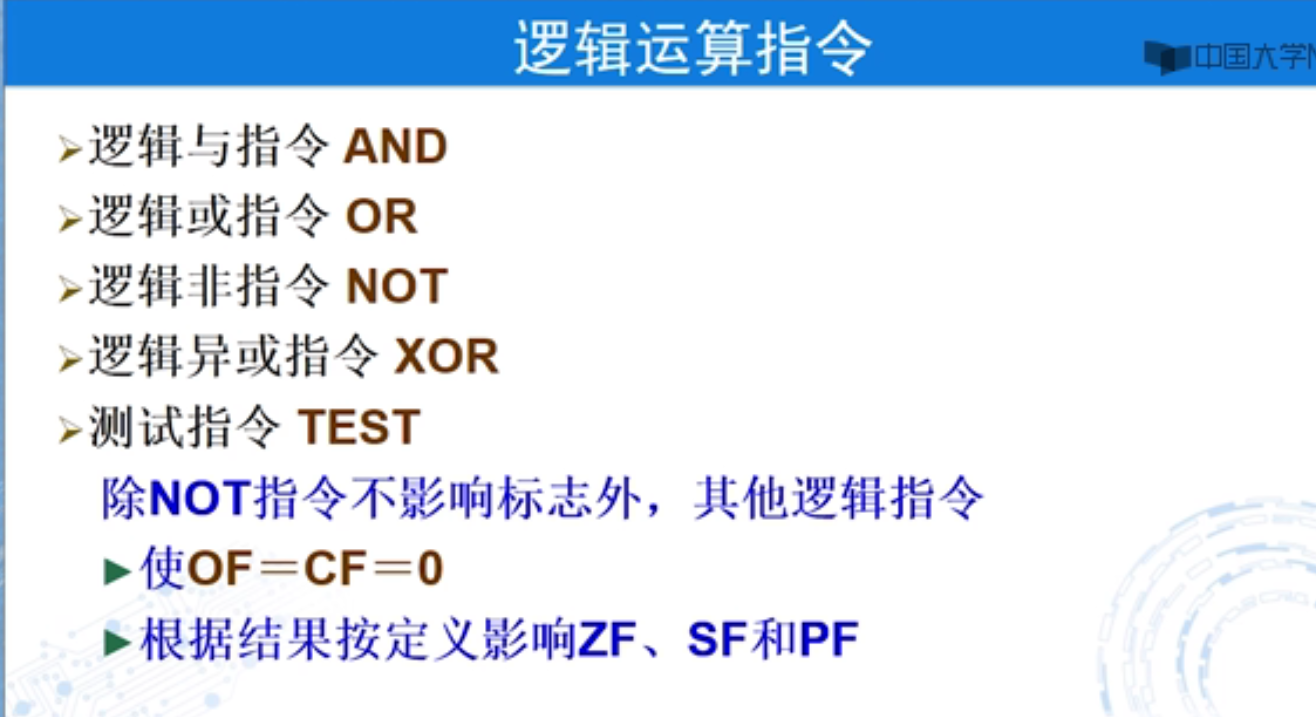 逻辑运算指令
中国大学
逻辑与指令 AND
逻辑或指令 OR
逻辑非指令 NOT
逻辑异或指令 XOR
测试指令 TEST
除NOT指令不影响标志外，其他逻辑指令
使OF＝CF＝0
根据结果按定义影响ZF、SF和PF